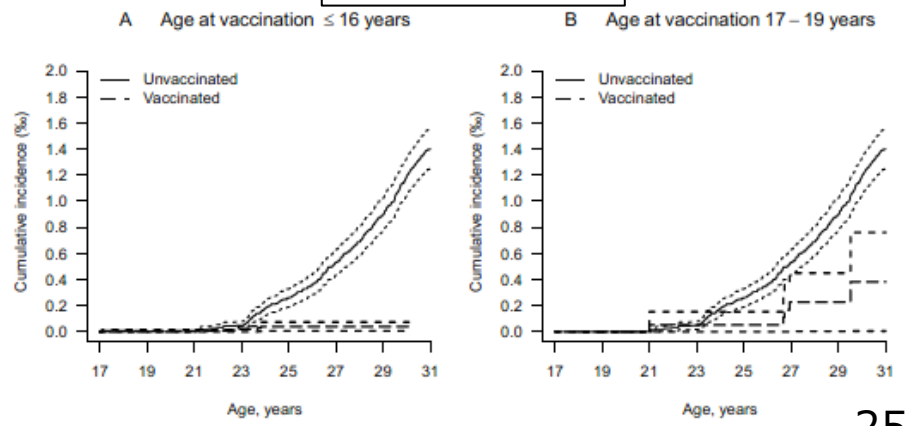 A Age at vaccination ≤ 16 years
2.0
1.8
1.6
1.4
1.2
1.0
0.8
0.6
0.4
0.2
0.0
Cumulative incidence (‰)
Unvaccinated
Vaccinated
17 19 21 23 25 27 29 31
Age, years
B Age at vaccination 17 – 19 years
2.0
1.8
1.6
1.4
1.2
1.0
0.8
0.6
0.4
0.2
0.0
Cumulative incidence (‰)
Unvaccinated
Vaccinated
17 19 21 23 25 27 29 31
Age, years
25